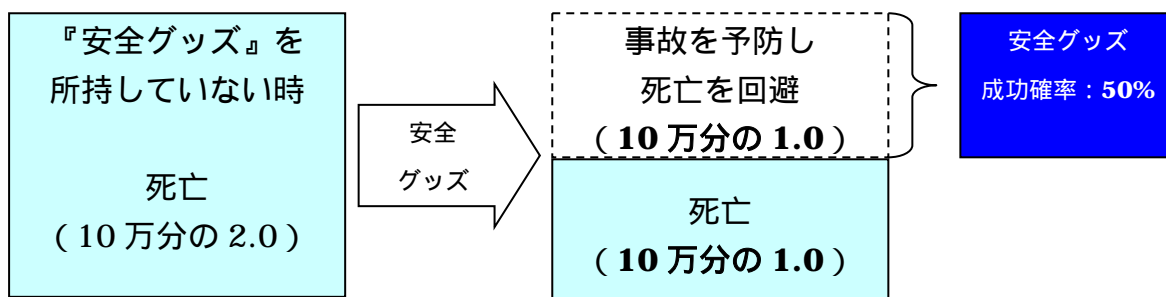 『安全グッズ』を
所持していない時
死亡
(10万分の2.0)
安全
グッズ
事故を予防し
死亡を回避
(10万分の1.0)
死亡
(10万分の1.0)
安全グッズ
成功確率:50%